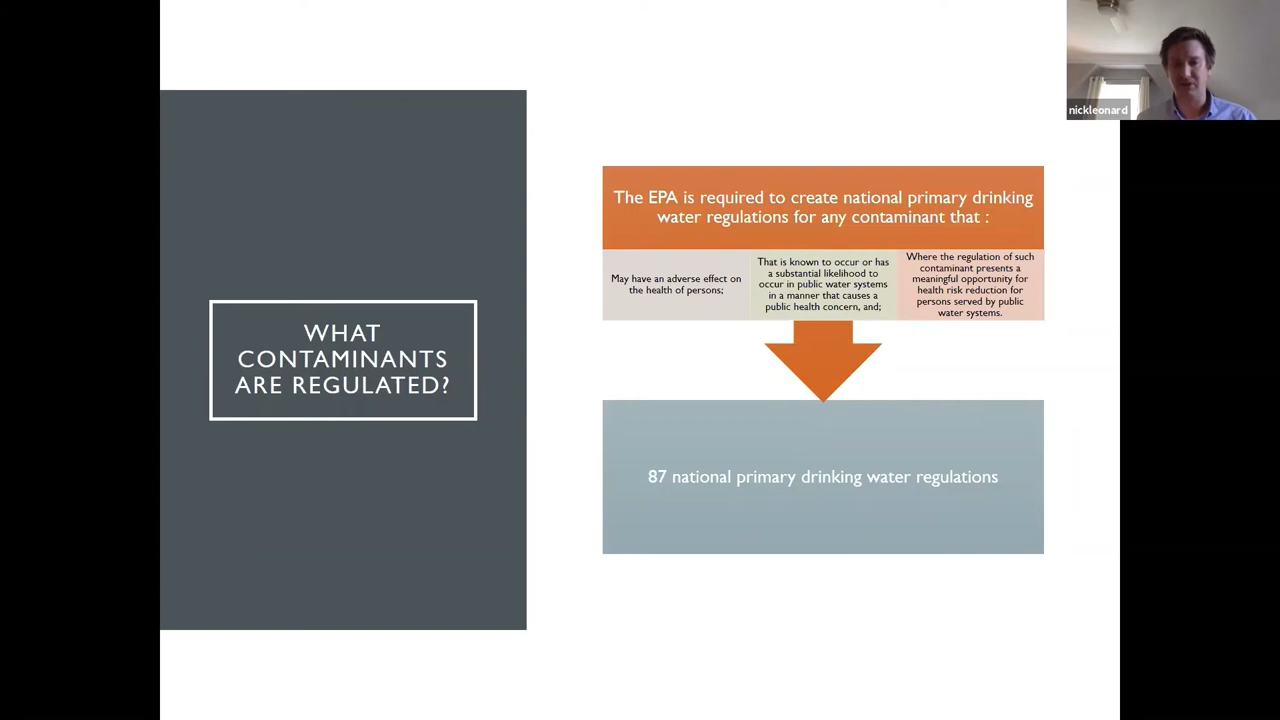 nickleonard
WHAT
CONTAMINANTS
ARE REGULATED?
The EPA is required to create national primary drinking
water regulations for any contaminant that :
May have an adverse effect on
the health of persons;
That is known to occur or has
a substantial likelihood to
occur in public water systems
in a manner that causes a
public health concern, and;
Where the regulation of such
contaminant presents a
meaningful opportunity for
health risk reduction for
persons served by public
water systems.
87 national primary drinking water regulations